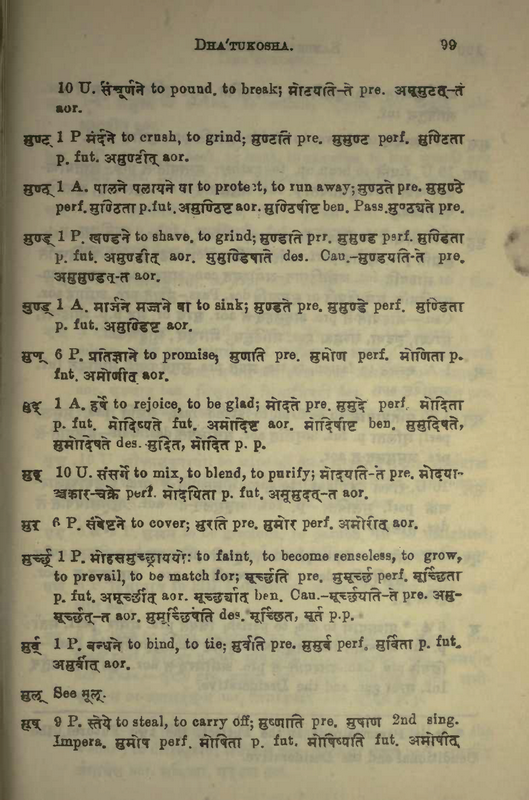 DHA'TUKOSHA. 99
10 U. संचूर्णने to pound, to break; मोटयति-ते pre. अमूमुटत्-तं
aor.
मुण्ट् 1 P मर्दने to crush, to grind; मुण्टति pre. मुमुण्ट perf. मुण्टिता
p. fut. अमुण्टीत् aor.
मुण्ठ् 1 A. पालने पलायने वा to protect, to run away; मुण्ठते pre. मुमुण्ठे
perf. मुण्ठिता p.fut. अमुण्ठिष्ट aor. मुण्ठिषीष्ट ben. Pass. मुण्ठ्यते pre.
मुण्ड् 1 P. खण्डने to shave. to grind; मुण्डति prr. मुमुण्ड psrf. मुण्डिता
p. fut. अमुण्डीत् aor. मुमुण्डिषति des. Cau.-मुण्डयति-ते pre.
अमुमुण्डत्-त aor.
मुण्ड् 1 A. मार्जने मज्जने वा to sink; मुण्डते pre. मुमुण्डे perf. मुण्डिता
p. fut. अमुण्डिष्ट aor.
मुण् 6 P. प्रतिज्ञाने to promise, मुणति pre. मुमोण perf. मोणिता p.
fut. अमोणीत् aor.
मुद् 1 A. हर्षे to rejoice, to be glad; मोदते pre. मुमुदे perf. मोदिता
p. fut. मोदिष्यते fut. अमोदिष्ट aor. मोदिषीष्ट ben. मुमुदिषते,
मुमोदिषते des. मुदित, मोदित p. p.
मुद् 10 U. संसर्गे to mix, to blend, to purify; मोदयति-ते pre. मोदया-
ञ्चकार-चक्रे perf. मोदयिता p. fut. अमूमुदत्-त aor.
मुर 6 P. संवेष्टने to cover; मुरति pre. मुमोर perf. अमोरीत् aor.
मुर्च्छ् 1 P. मोहसमुच्छ्राययोः to faint, to become senseless, to grow,
to prevail, to be match for; मूर्च्छति pre. मुमूर्च्छ perf. मूर्च्छिता
p. fut. अमूर्च्छीत् aor. मूर्च्छ्यात् ben. Cau.-मूर्च्छयति-ते pre. अमु-
मूर्च्छत्-त aor. मुमूर्च्छिषति des. मूर्च्छित, मूर्त p.p.
मुर्व् 1 P. बन्धने to bind, to tie; मुर्वति pre. मुमुर्व perf. मुर्विता p. fut.
अमुर्वीत् aor.
मुल् See मूल्.
मुष् 9 P. स्तेये to steal, to carry off; मुष्णाति pre. मुषाण 2nd sing.
Impera. मुमोष perf. मोषिता p. fut. मोषिष्यति fut. अमोषीत्